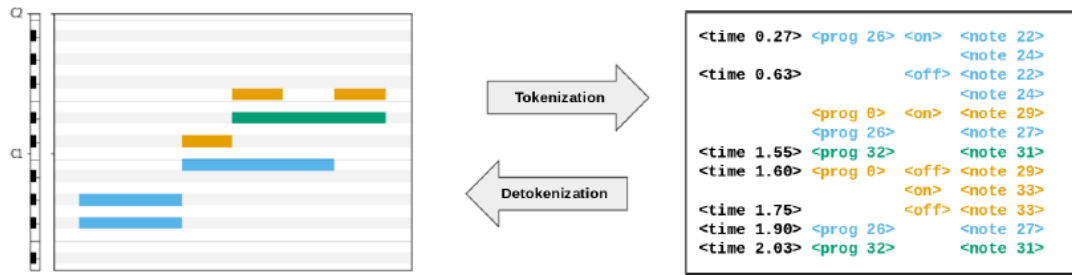 C2
C1
Tokenization
Detokenization
<time 0.27> <prog 26> <on> <note 22>
<note 24>
<time 0.63> <off> <note 22>
<note 24>
<prog 0> <on> <note 29>
<prog 26> <note 27>
<time 1.55> <prog 32> <note 31>
<time 1.60> <prog 0> <off> <note 29>
<on> <note 33>
<time 1.75> <off> <note 33>
<time 1.90> <prog 26> <note 27>
<time 2.03> <prog 32> <note 31>